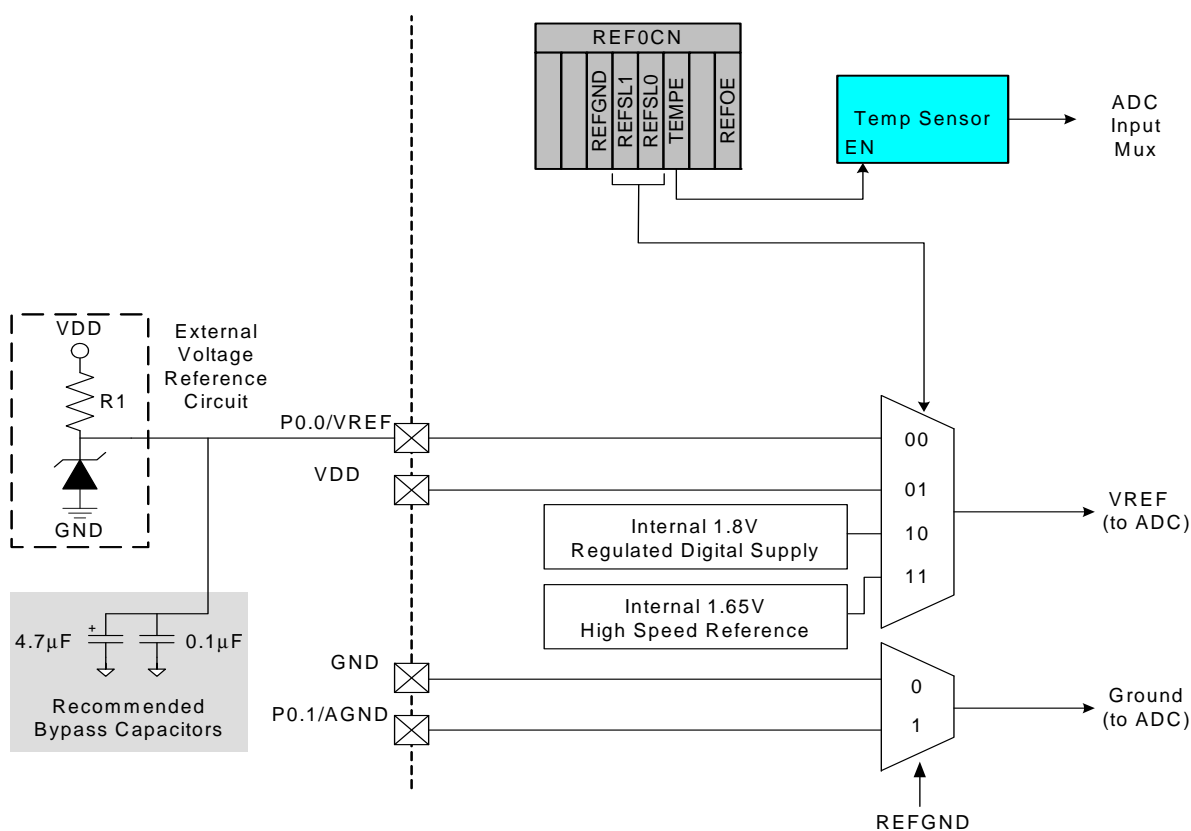 REF0CN
REFGND
REFSL1
REFSL0
TEMPE
REFOE
Temp Sensor
EN
ADC
Input
Mux
VDD
R1
GND
External
Voltage
Reference
Circuit
P0.0/VREF
VDD
00
01
10
11
Internal 1.8V
Regulated Digital Supply
Internal 1.65V
High Speed Reference
VREF
(to ADC)
4.7μF
+
0.1μF
Recommended
Bypass Capacitors
GND
P0.1/AGND
0
1
Ground
(to ADC)
REFGND